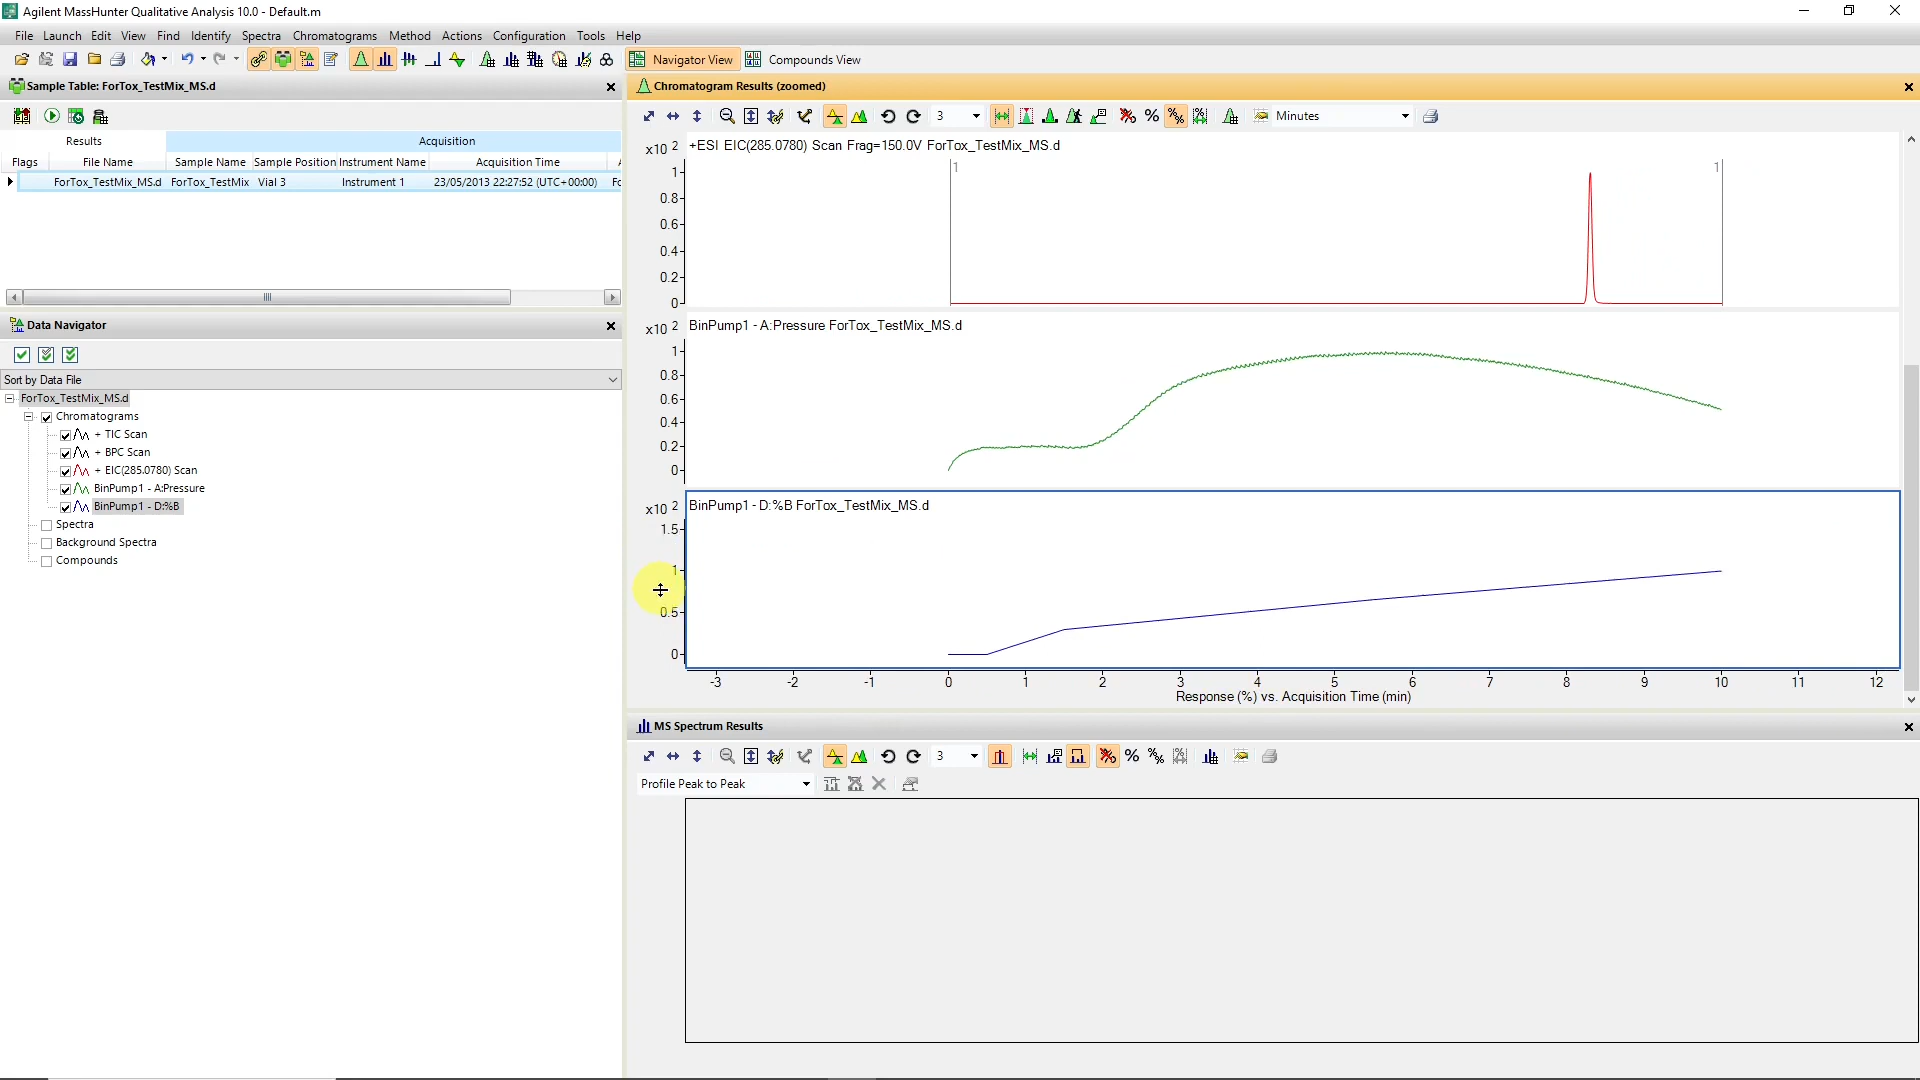 Agilent MassHunter Qualitative Analysis 10.0 - Default.m
File Launch Edit View Find Identify Spectra Chromatograms Method Actions Configuration Tools Help
Navigator View Compounds View
Sample Table: ForTox_TestMix_MS.d
Results Acquisition
Flags File Name Sample Name Sample Position Instrument Name Acquisition Time
ForTox_TestMix_MS.d ForTox_TestMix Vial 3 Instrument 1 23/05/2013 22:27:52 (UTC+00:00) Fo
Data Navigator
Sort by Data File
ForTox_TestMix_MS.d
Chromatograms
+ TIC Scan
+ BPC Scan
+ EIC(285.0780) Scan
BinPump1 - A:Pressure
BinPump1 - D:%B
Spectra
Background Spectra
Compounds
Chromatogram Results (zoomed)
3 % % Minutes
x10 2 +ESI EIC(285.0780) Scan Frag=150.0V ForTox_TestMix_MS.d
1 1
1
0.8
0.6
0.4
0.2
0
x10 2 BinPump1 - A:Pressure ForTox_TestMix_MS.d
1
0.8
0.6
0.4
0.2
0
x10 2 BinPump1 - D:%B ForTox_TestMix_MS.d
1.5
1
0.5
0
-3 -2 -1 0 1 2 3 4 5 6 7 8 9 10 11 12
Response (%) vs. Acquisition Time (min)
MS Spectrum Results
3 % %
Profile Peak to Peak